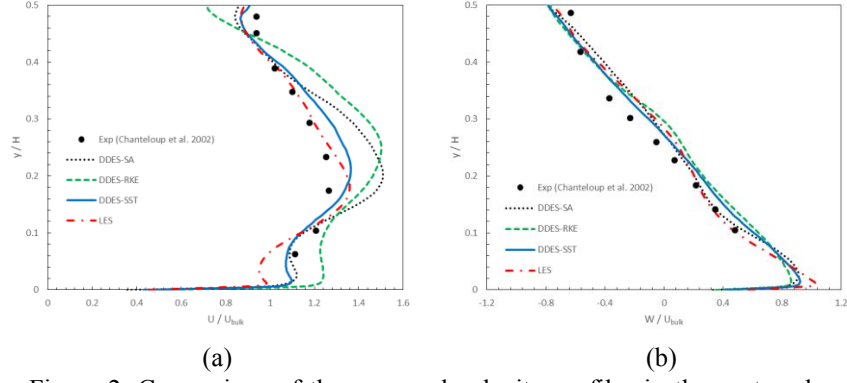 0.5
0.4
0.3
0.2
0.1
0
y / H
Exp (Chanteloup et al. 2002)
DDES-SA
DDES-RKE
DDES-SST
LES
0 0.2 0.4 0.6 0.8 1 1.2 1.4 1.6
U / Ubulk
(a)
0.5
0.4
0.3
0.2
0.1
0
y / H
Exp (Chanteloup et al. 2002)
DDES-SA
DDES-RKE
DDES-SST
LES
-1.2 -0.8 -0.4 0 0.4 0.8 1.2
W / Ubulk
(b)